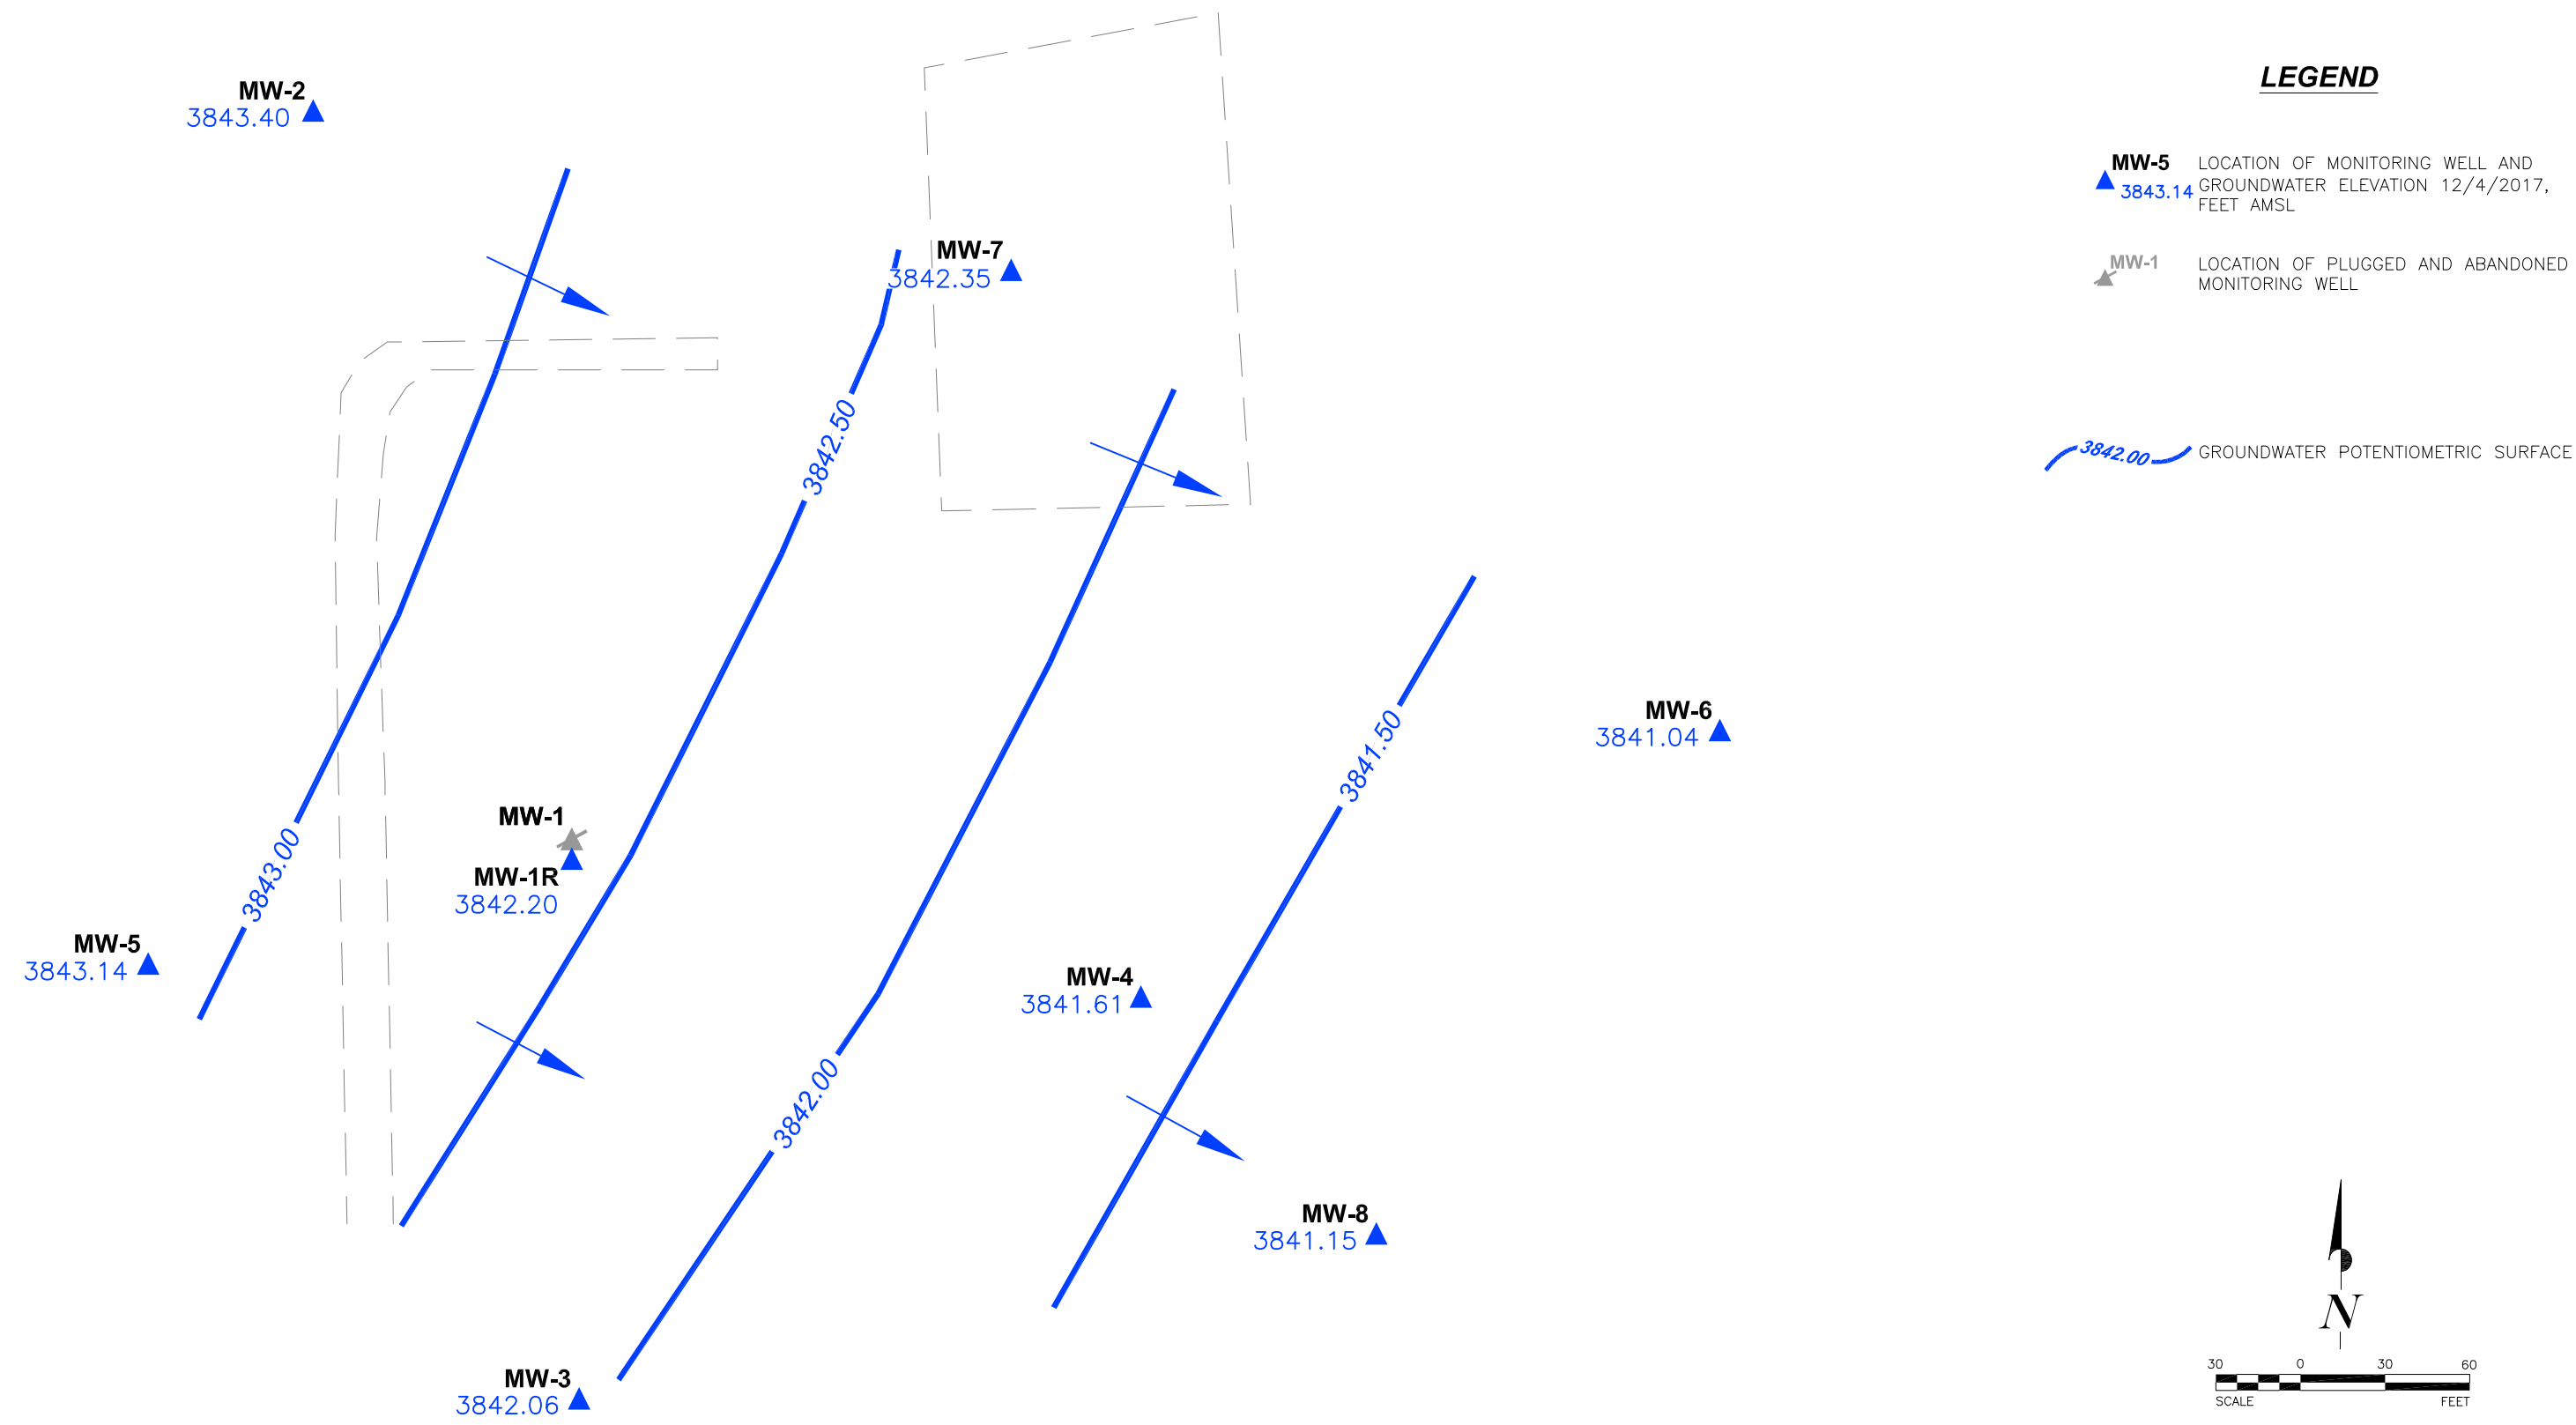 LEGEND
MW-2
3843.40
MW-5 LOCATION OF MONITORING WELL AND
3843.14 GROUNDWATER ELEVATION 12/4/2017,
FEET AMSL
MW-7
3842.35
MW-1 LOCATION OF PLUGGED AND ABANDONED
MONITORING WELL
3842.50
3842.00 GROUNDWATER POTENTIOMETRIC SURFACE
MW-6
3841.04
3841.50
MW-1
3843.00
MW-1R
3842.20
MW-5
3843.14
MW-4
3841.61
3842.00
MW-8
3841.15
N
MW-3
3842.06
30 0 30 60
SCALE FEET